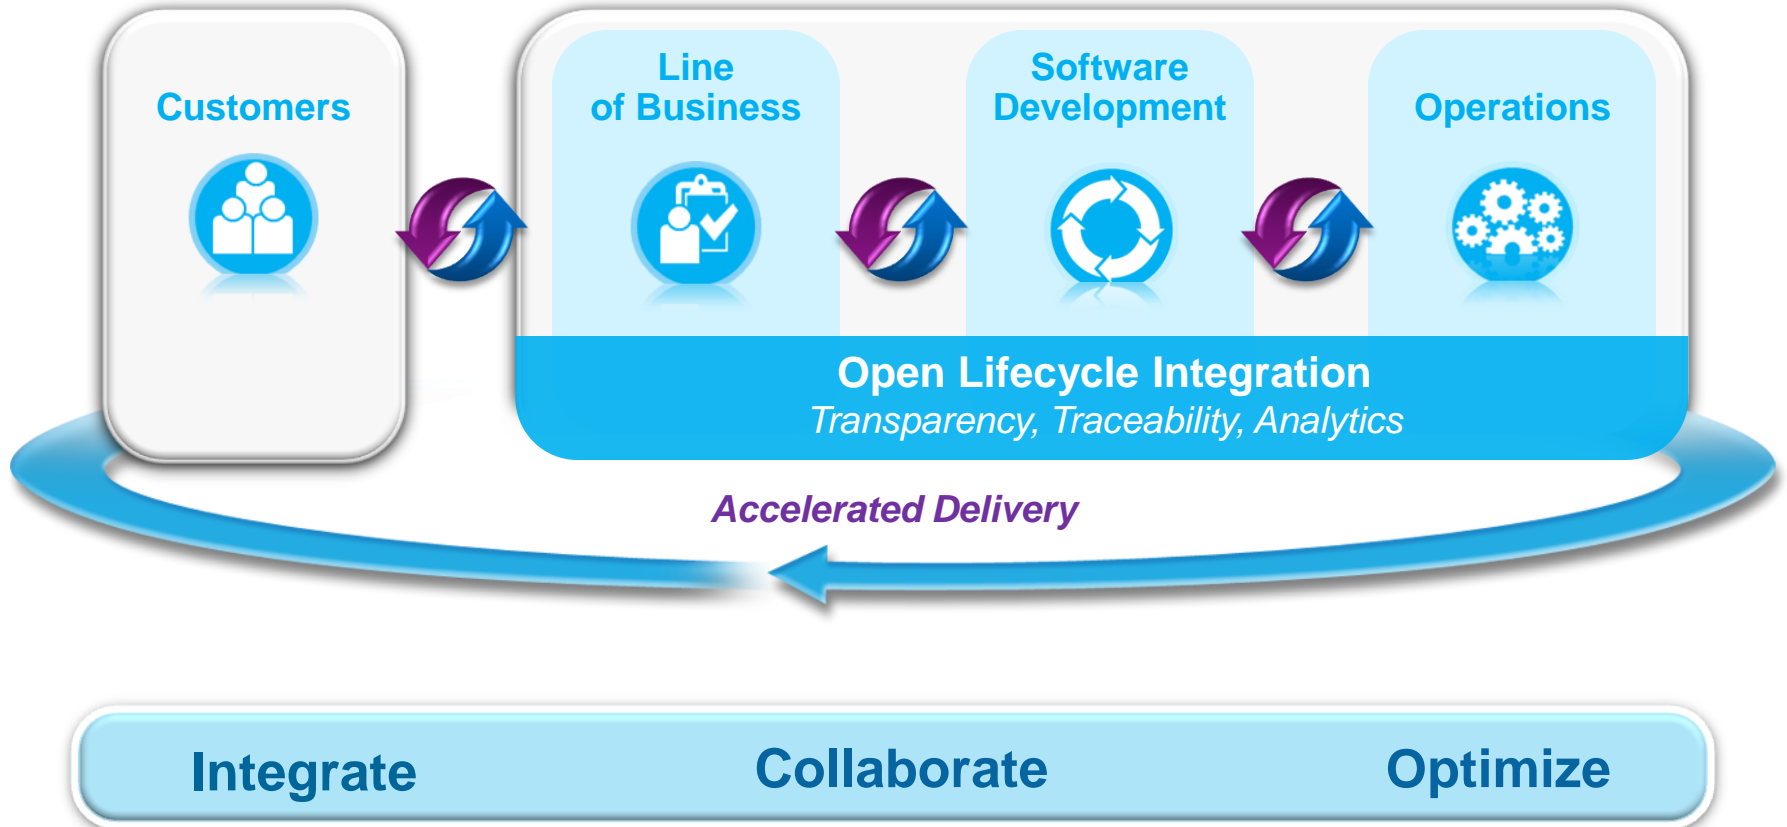 Customers
Line
of Business
Software
Development
Operations
Open Lifecycle Integration
Transparency, Traceability, Analytics
Accelerated Delivery
Integrate
Collaborate
Optimize